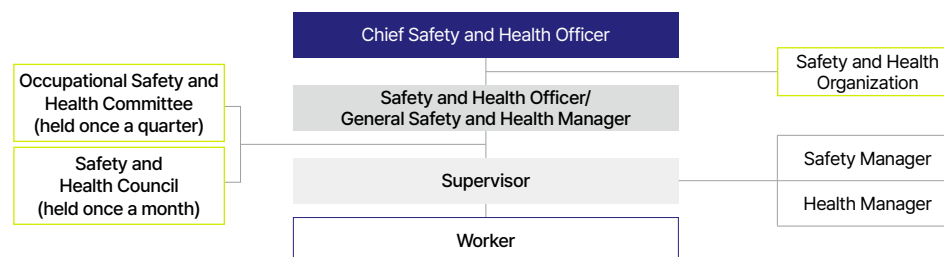 Chief Safety and Health Officer
Safety and Health
Organization
Occupational Safety and
Health Committee
(held once a quarter)
Safety and Health Officer/
General Safety and Health Manager
Safety and
Health Council
(held once a month)
Supervisor
Safety Manager
Health Manager
Worker